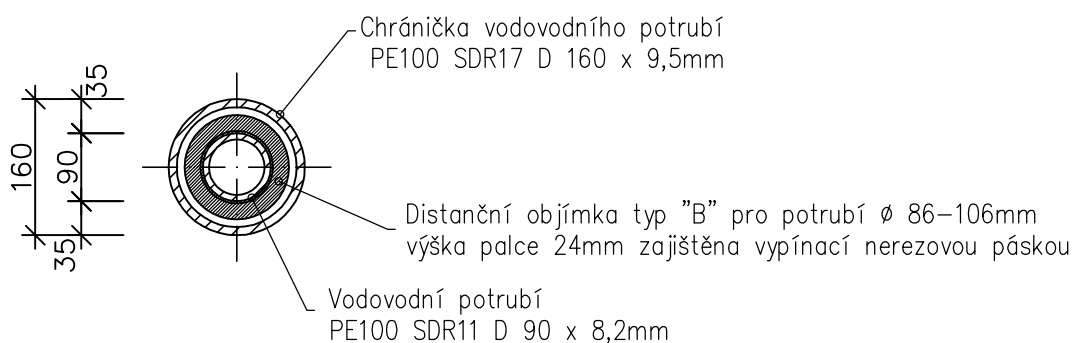 Chránička vodovodního potrubí
PE100 SDR17 D 160 x 9,5mm
35
160
90
35
Distanční objímka typ "B" pro potrubí ø 86-106mm
výška palce 24mm zajištěna vypínací nerezovou páskou
Vodovodní potrubí
PE100 SDR11 D 90 x 8,2mm